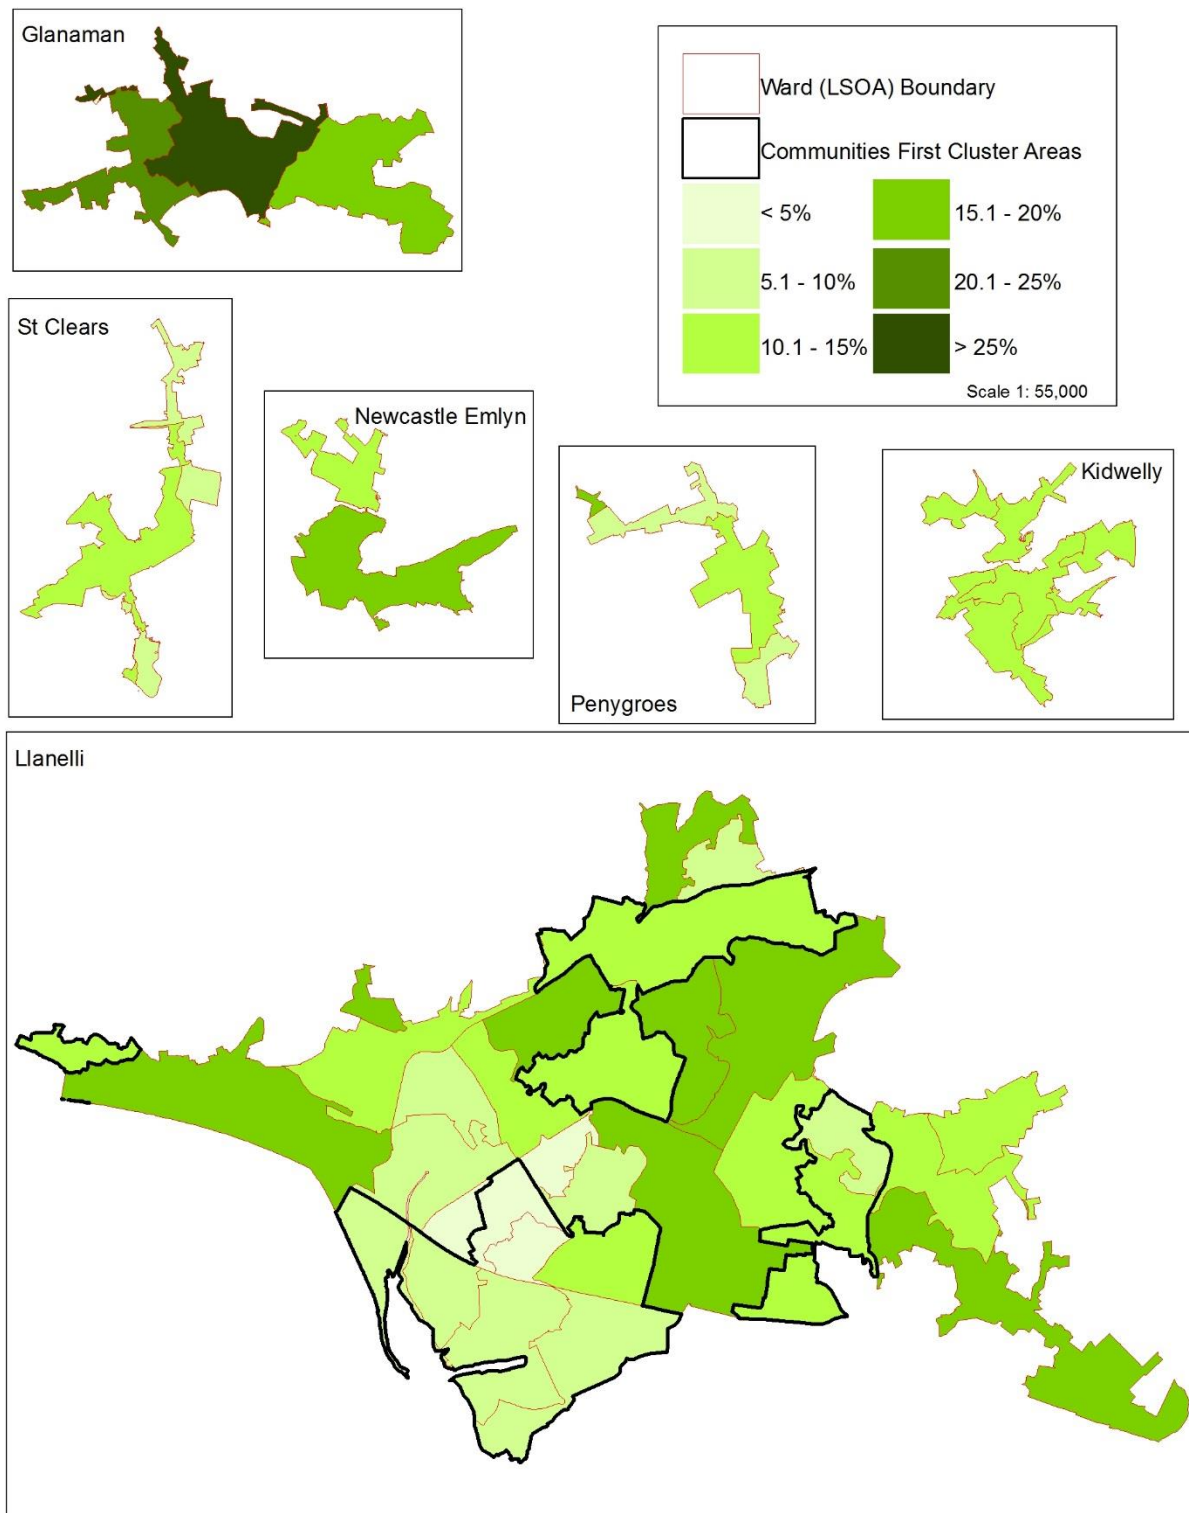 Glanaman
Ward (LSOA) Boundary
Communities First Cluster Areas
< 5%
15.1 - 20%
5.1 - 10%
20.1 - 25%
10.1 - 15%
> 25%
Scale 1: 55,000
St Clears
Newcastle Emlyn
Penygroes
Kidwelly
Llanelli